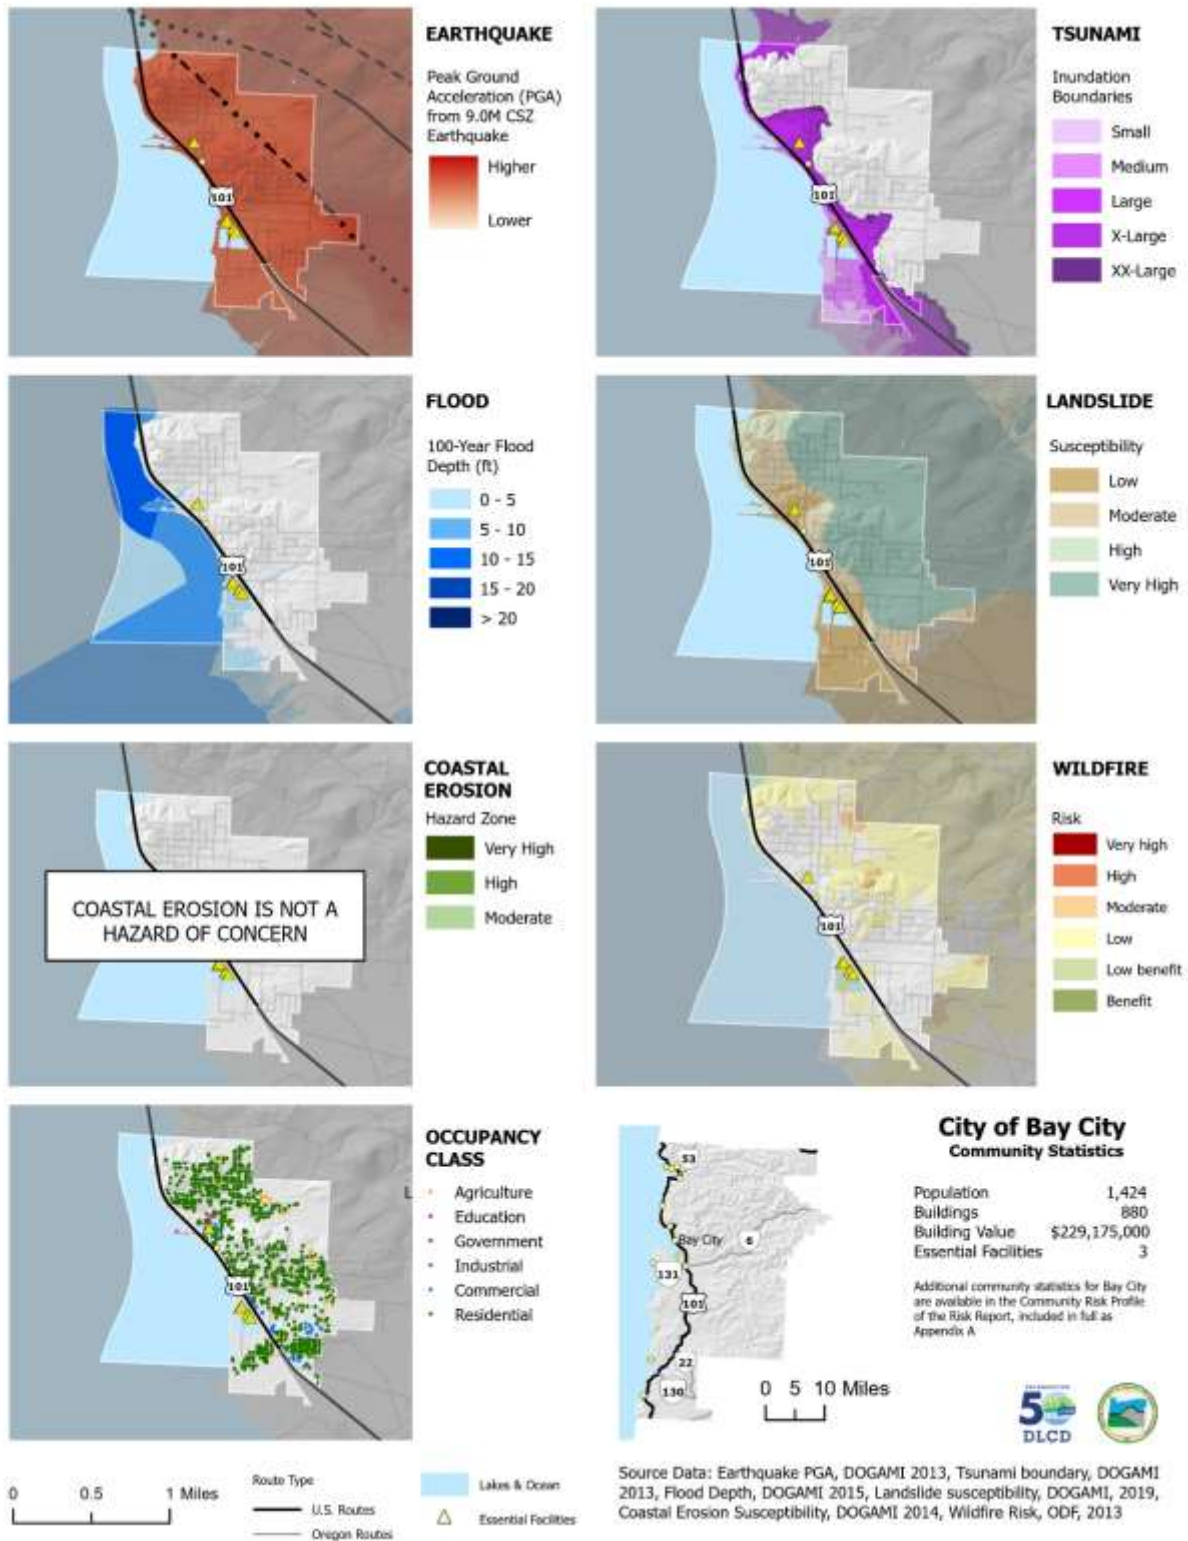 EARTHQUAKE
Peak Ground
Acceleration (PGA)
from 9.0M CSZ
Earthquake
Higher
Lower
101
TSUNAMI
Inundation
Boundaries
Small
Medium
Large
X-Large
XX-Large
101
FLOOD
100-Year Flood
Depth (ft)
0 - 5
5 - 10
10 - 15
15 - 20
> 20
101
LANDSLIDE
Susceptibility
Low
Moderate
High
Very High
101
COASTAL
EROSION
Hazard Zone
Very High
High
Moderate
COASTAL EROSION IS NOT A
HAZARD OF CONCERN
WILDFIRE
Risk
Very high
High
Moderate
Low
Low benefit
Benefit
101
OCCUPANCY
CLASS
L
Agriculture
Education
Government
Industrial
Commercial
Residential
101
53
Bay City
6
131
101
22
130
0 5 10 Miles
City of Bay City
Community Statistics
Population 1,424
Buildings 880
Building Value $229,175,000
Essential Facilities 3
Additional community statistics for Bay City
are available in the Community Risk Profile
of the Risk Report, included in full as
Appendix A
50
DLCD
0 0.5 1 Miles
Route Type
U.S. Routes
Oregon Routes
Lakes & Ocean
Essential Facilities
Source Data: Earthquake PGA, DOGAMI 2013, Tsunami boundary, DOGAMI
2013, Flood Depth, DOGAMI 2015, Landslide susceptibility, DOGAMI, 2019,
Coastal Erosion Susceptibility, DOGAMI 2014, Wildfire Risk, ODF, 2013